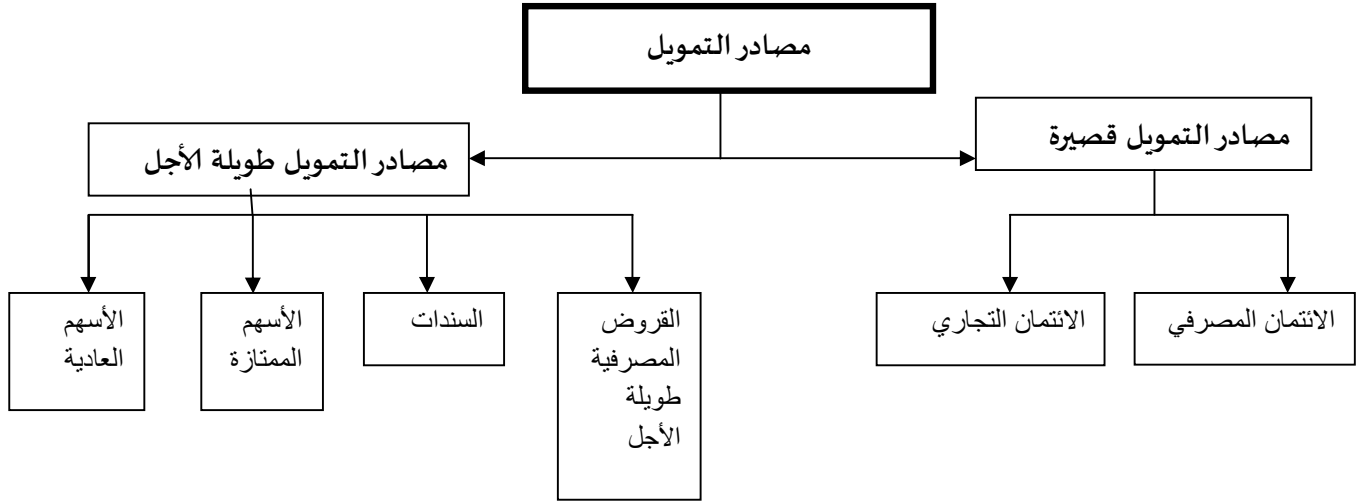 مصادر التمويل
مصادر التمويل قصيرة
مصادر التمويل طويلة الأجل
الائتمان المصرفي
الائتمان التجاري
القروض
المصرفية
طويلة
الأجل
السندات
الأسهم
الممتازة
الأسهم
العادية